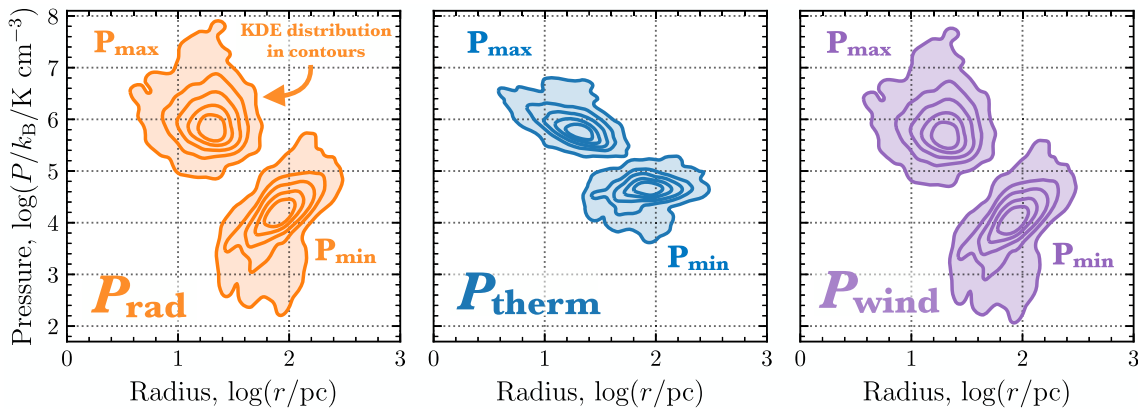 8
7
6
5
4
3
2
Pressure, log(P/k_B/K cm⁻³)
P_max
KDE distribution
in contours
P_min
P_rad
0 1 2 3
Radius, log(r/pc)
P_max
P_min
P_therm
0 1 2 3
Radius, log(r/pc)
P_max
P_min
P_wind
0 1 2 3
Radius, log(r/pc)